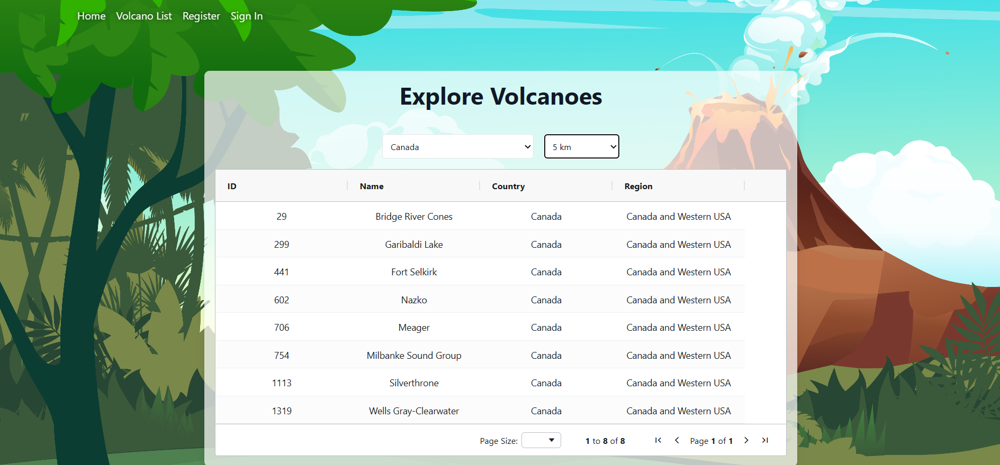 Home Volcano List Register Sign In
Explore Volcanoes
Canada 5 km
ID Name Country Region
29 Bridge River Cones Canada Canada and Western USA
299 Garibaldi Lake Canada Canada and Western USA
441 Fort Selkirk Canada Canada and Western USA
602 Nazko Canada Canada and Western USA
706 Meager Canada Canada and Western USA
754 Milbanke Sound Group Canada Canada and Western USA
1113 Silverthrone Canada Canada and Western USA
1319 Wells Gray-Clearwater Canada Canada and Western USA
Page Size: 1 to 8 of 8 Page 1 of 1